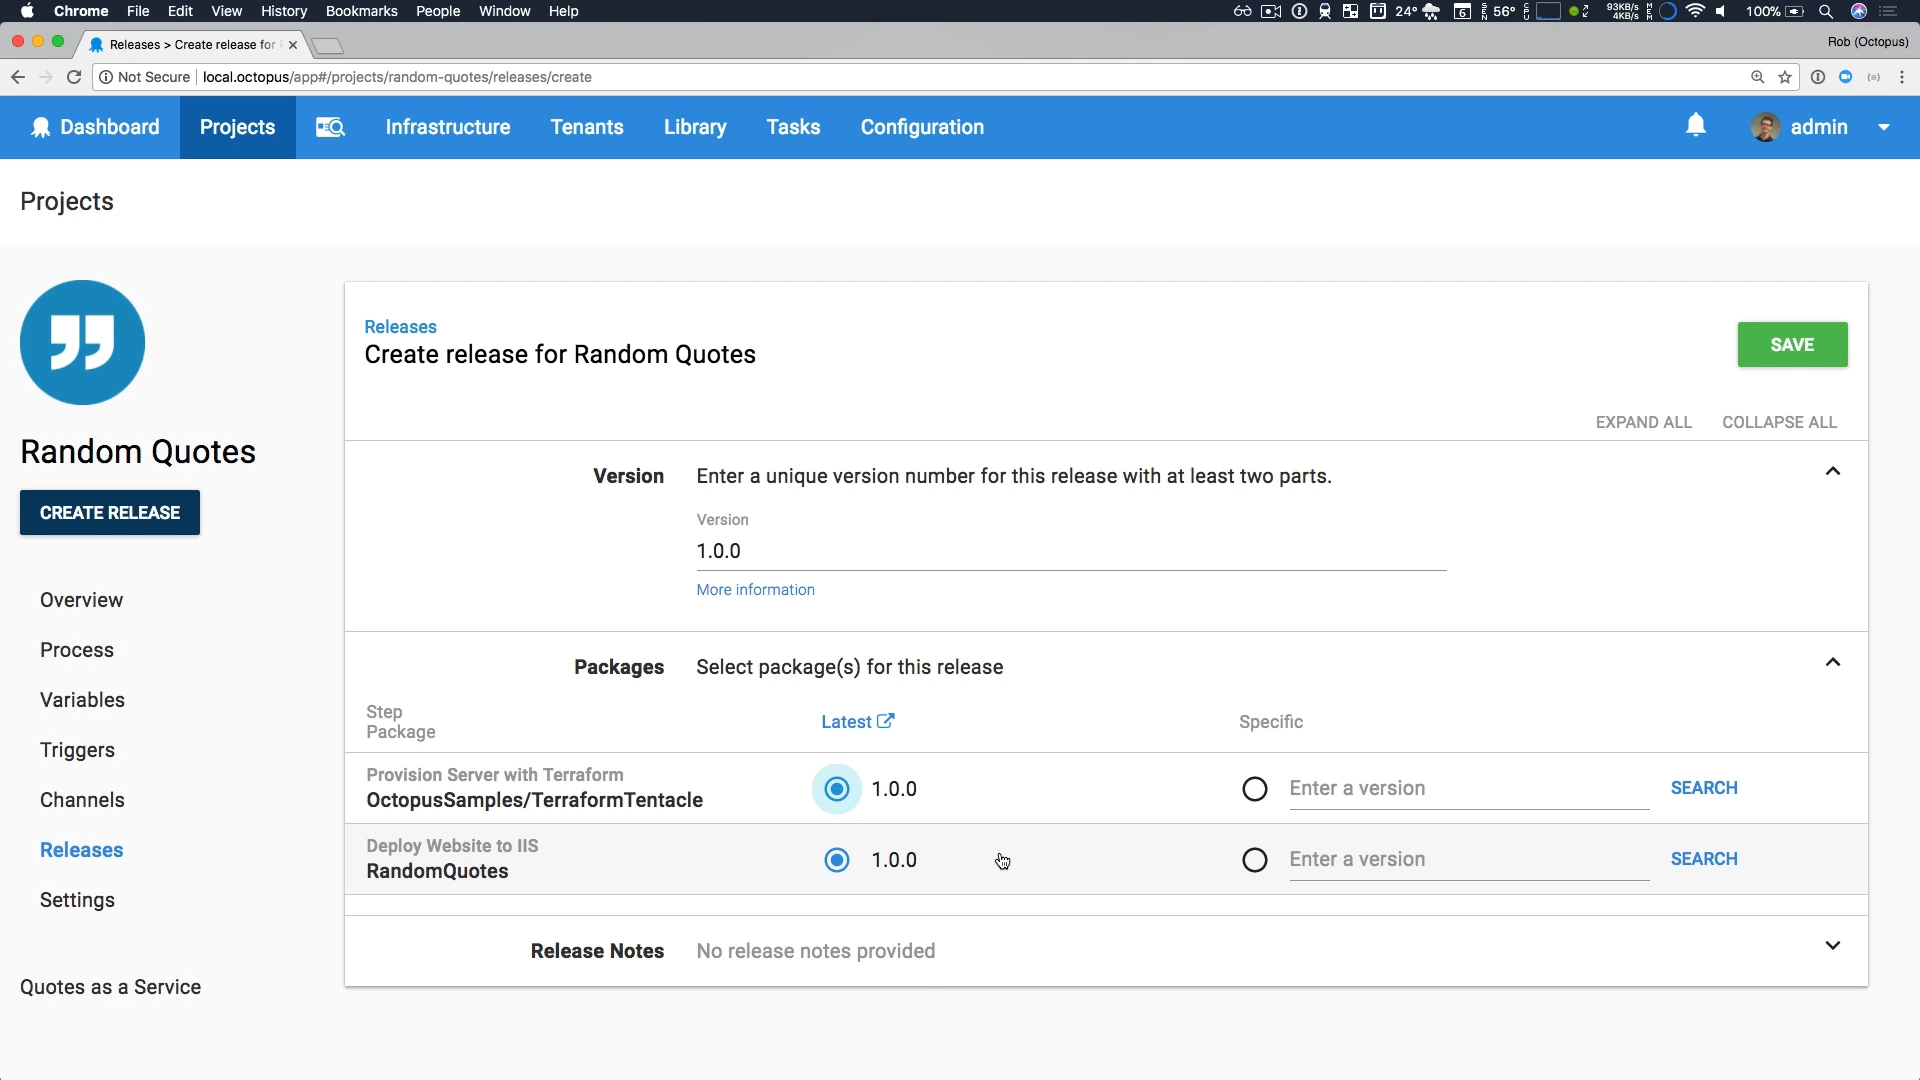 Chrome File Edit View History Bookmarks People Window Help 24° 6 56° 93KB/s 4KB/s 100%
Releases > Create release for
Rob (Octopus)
Not Secure local.octopus/app#/projects/random-quotes/releases/create
Dashboard Projects Infrastructure Tenants Library Tasks Configuration admin
Projects
Random Quotes
CREATE RELEASE
Overview
Process
Variables
Triggers
Channels
Releases
Settings
Quotes as a Service
Releases
Create release for Random Quotes
SAVE
EXPAND ALL COLLAPSE ALL
Version Enter a unique version number for this release with at least two parts.
Version
1.0.0
More information
Packages Select package(s) for this release
Step
Package
Latest
Specific
Provision Server with Terraform
OctopusSamples/TerraformTentacle
1.0.0
Enter a version
SEARCH
Deploy Website to IIS
RandomQuotes
1.0.0
Enter a version
SEARCH
Release Notes No release notes provided